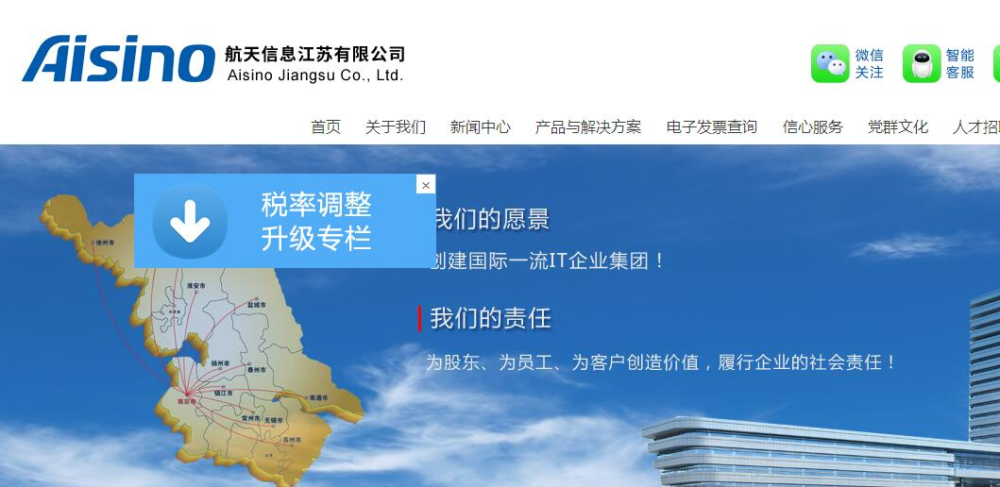 Aisino 航天信息江苏有限公司
Aisino Jiangsu Co., Ltd.
微信
关注
智能
客服
首页 关于我们 新闻中心 产品与解决方案 电子发票查询 信心服务 党群文化 人才招
税率调整
升级专栏
×
我们的愿景
创建国际一流IT企业集团！
我们的责任
为股东、为员工、为客户创造价值，履行企业的社会责任！
徐州市
淮安市
盐城市
扬州市
泰州市
镇江市
南京市
南通市
常州市
无锡市
苏州市